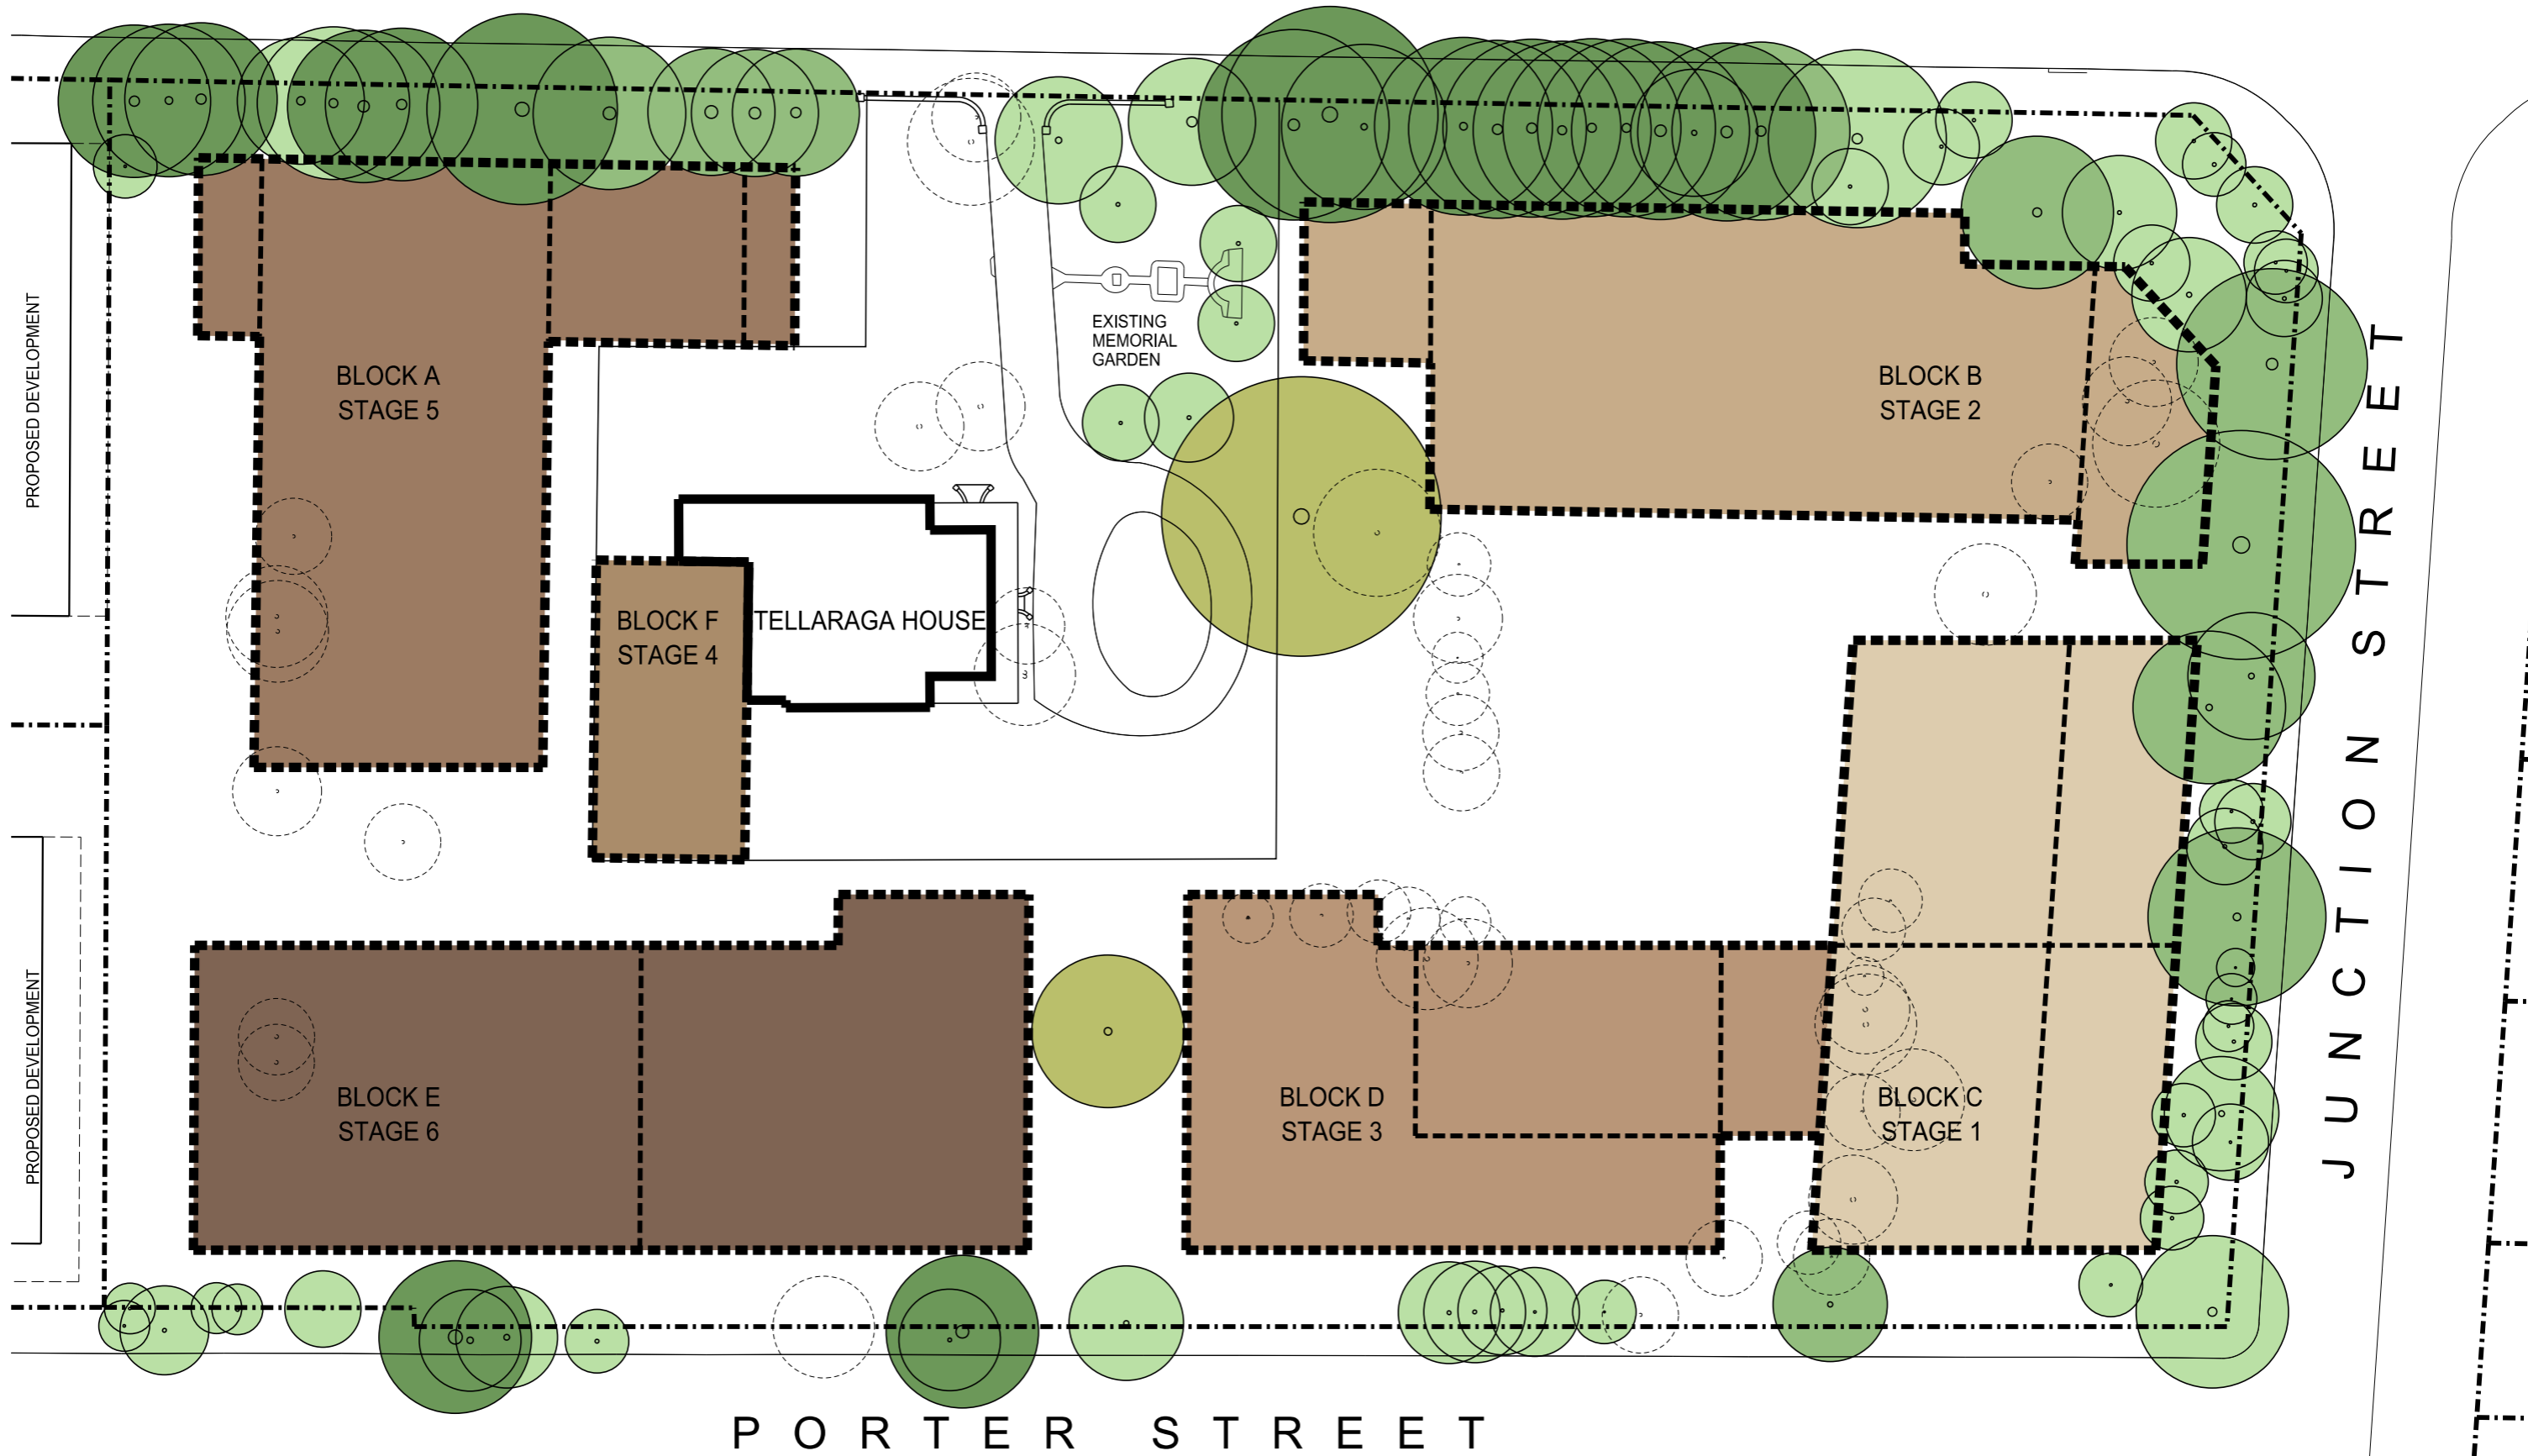 PROPOSED DEVELOPMENT
EXISTING
MEMORIAL
GARDEN
BLOCK A
STAGE 5
BLOCK B
STAGE 2
BLOCK F
STAGE 4
TELLARAGA HOUSE
JUNCTION STREET
PROPOSED DEVELOPMENT
BLOCK E
STAGE 6
BLOCK D
STAGE 3
BLOCK C
STAGE 1
PORTER STREET